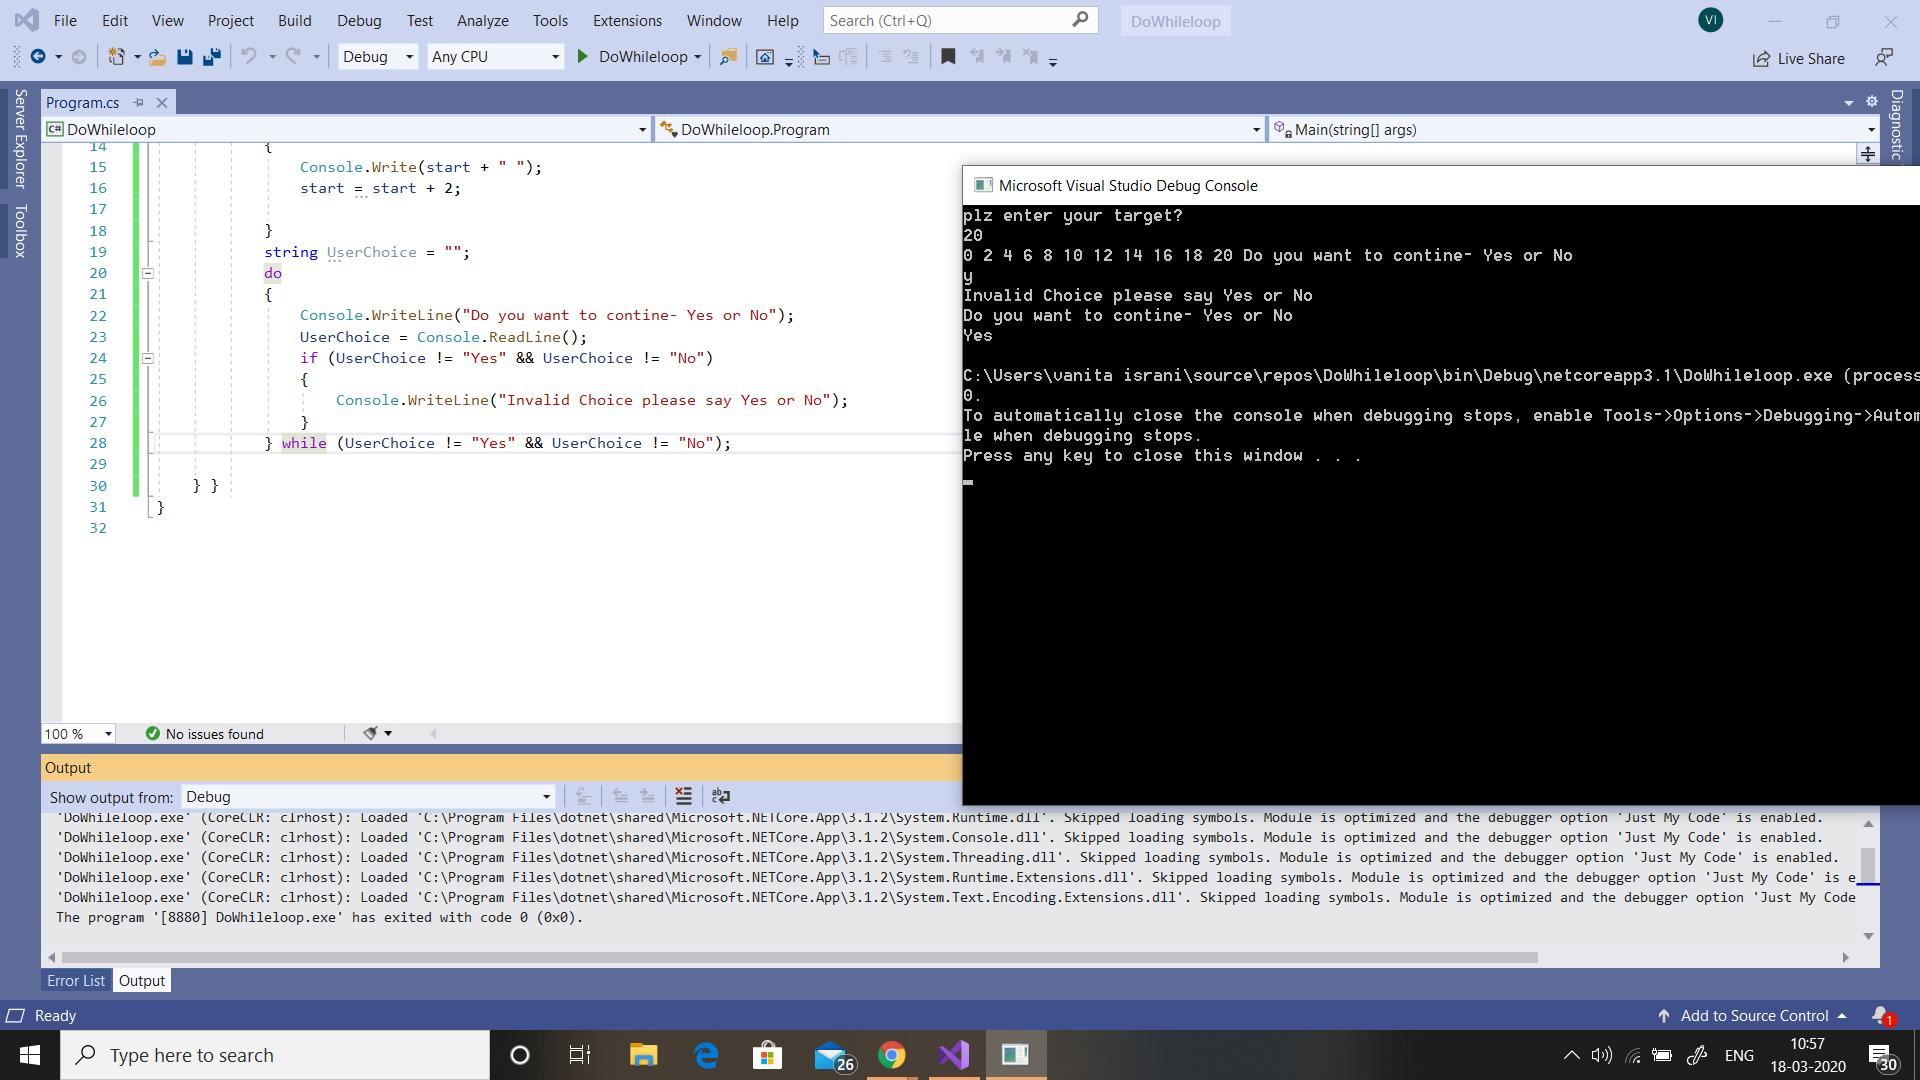 File Edit View Project Build Debug Test Analyze Tools Extensions Window Help Search (Ctrl+Q) DoWhileloop VI
Debug Any CPU DoWhileloop Live Share
Server Explorer
Toolbox
Program.cs
DoWhileloop DoWhileloop.Program Main(string[] args)
Diagnostic
14 {
15 Console.Write(start + " ");
16 start = start + 2;
17
18 }
19 string UserChoice = "";
20 do
21 {
22 Console.WriteLine("Do you want to contine- Yes or No");
23 UserChoice = Console.ReadLine();
24 if (UserChoice != "Yes" && UserChoice != "No")
25 {
26 Console.WriteLine("Invalid Choice please say Yes or No");
27 }
28 } while (UserChoice != "Yes" && UserChoice != "No");
29
30 } }
31 }
32
Microsoft Visual Studio Debug Console
plz enter your target?
20
0 2 4 6 8 10 12 14 16 18 20 Do you want to contine- Yes or No
y
Invalid Choice please say Yes or No
Do you want to contine- Yes or No
Yes
C:\Users\vanita israni\source\repos\DoWhileloop\bin\Debug\netcoreapp3.1\DoWhileloop.exe (process
0.
To automatically close the console when debugging stops, enable Tools->Options->Debugging->Autom
le when debugging stops.
Press any key to close this window . . .
100 % No issues found
Output
Show output from: Debug
'DoWhileloop.exe' (CoreCLR: clrhost): Loaded 'C:\Program Files\dotnet\shared\Microsoft.NETCore.App\3.1.2\System.Runtime.dll'. Skipped loading symbols. Module is optimized and the debugger option 'Just My Code' is enabled.
'DoWhileloop.exe' (CoreCLR: clrhost): Loaded 'C:\Program Files\dotnet\shared\Microsoft.NETCore.App\3.1.2\System.Console.dll'. Skipped loading symbols. Module is optimized and the debugger option 'Just My Code' is enabled.
'DoWhileloop.exe' (CoreCLR: clrhost): Loaded 'C:\Program Files\dotnet\shared\Microsoft.NETCore.App\3.1.2\System.Threading.dll'. Skipped loading symbols. Module is optimized and the debugger option 'Just My Code' is enabled.
'DoWhileloop.exe' (CoreCLR: clrhost): Loaded 'C:\Program Files\dotnet\shared\Microsoft.NETCore.App\3.1.2\System.Runtime.Extensions.dll'. Skipped loading symbols. Module is optimized and the debugger option 'Just My Code' is e
'DoWhileloop.exe' (CoreCLR: clrhost): Loaded 'C:\Program Files\dotnet\shared\Microsoft.NETCore.App\3.1.2\System.Text.Encoding.Extensions.dll'. Skipped loading symbols. Module is optimized and the debugger option 'Just My Code
The program '[8880] DoWhileloop.exe' has exited with code 0 (0x0).
Error List Output
Ready Add to Source Control 1
Type here to search 26 ENG 10:57
18-03-2020 30